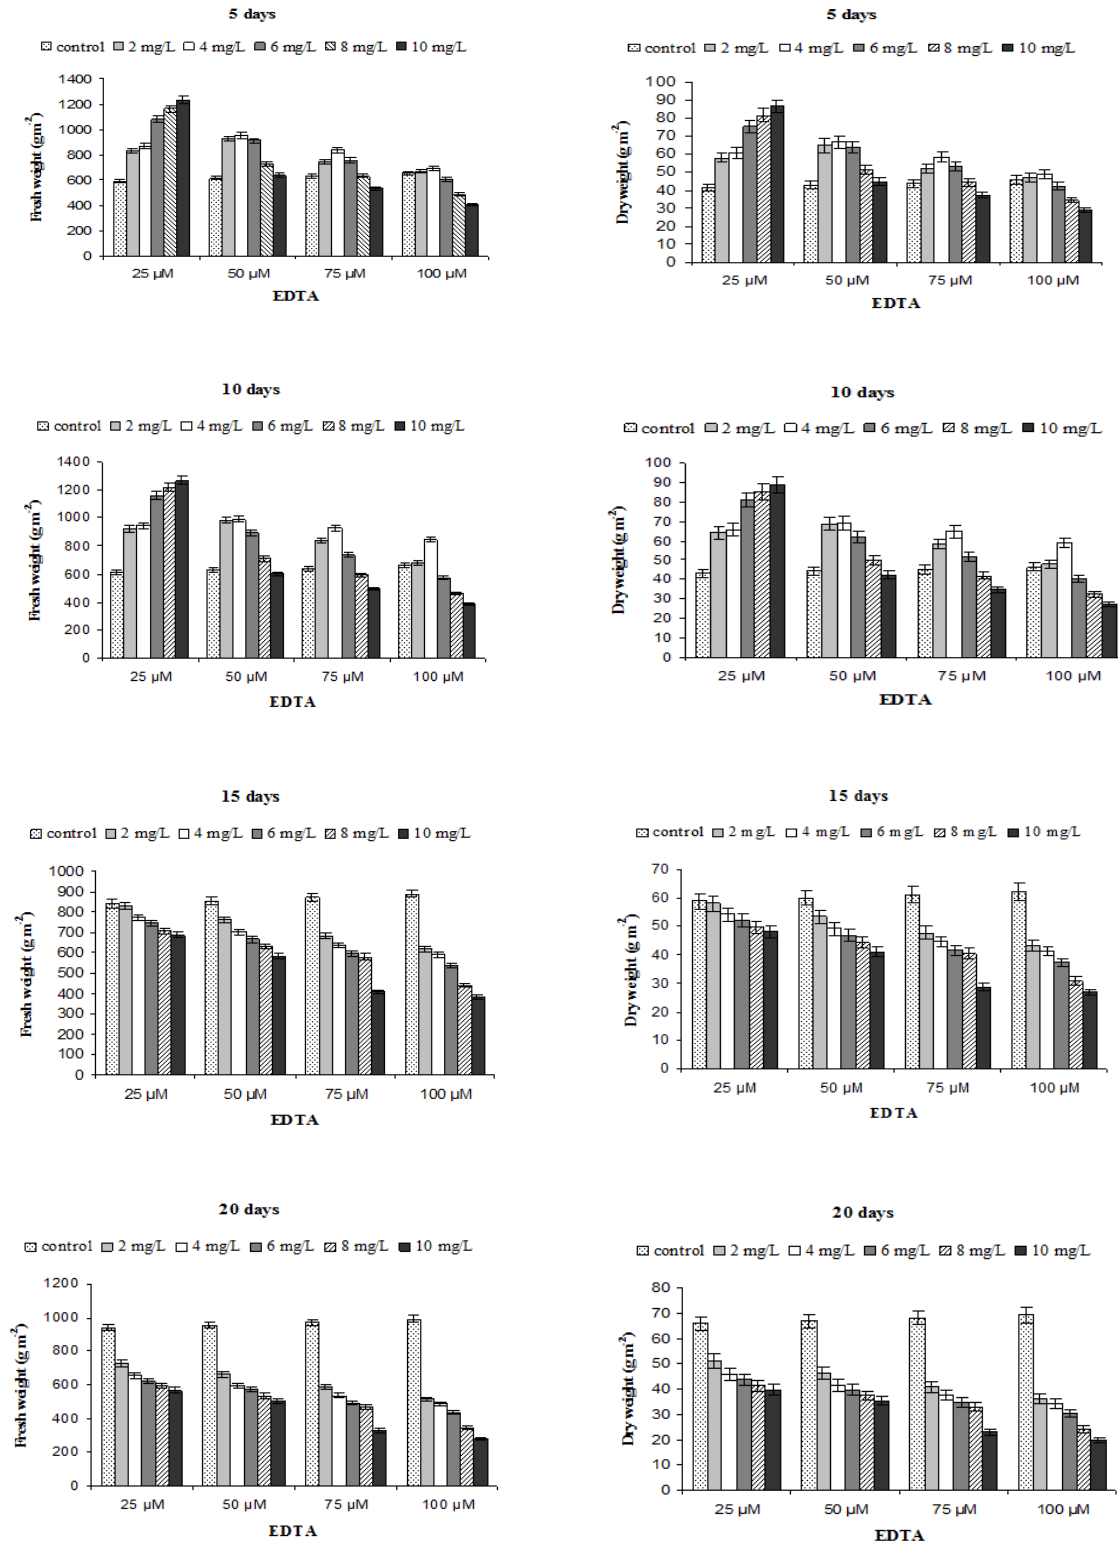 5 days
control 2 mg/L 4 mg/L 6 mg/L 8 mg/L 10 mg/L
Fresh weight (gm⁻²)
1400
1200
1000
800
600
400
200
0
25 µM 50 µM 75 µM 100 µM
EDTA
5 days
control 2 mg/L 4 mg/L 6 mg/L 8 mg/L 10 mg/L
Dry weight (g m⁻²)
100
90
80
70
60
50
40
30
20
10
0
25 µM 50 µM 75 µM 100 µM
EDTA
10 days
control 2 mg/L 4 mg/L 6 mg/L 8 mg/L 10 mg/L
Fresh weight (gm⁻²)
1400
1200
1000
800
600
400
200
0
25 µM 50 µM 75 µM 100 µM
EDTA
10 days
control 2 mg/L 4 mg/L 6 mg/L 8 mg/L 10 mg/L
Dry weight (g m⁻²)
100
90
80
70
60
50
40
30
20
10
0
25 µM 50 µM 75 µM 100 µM
EDTA
15 days
control 2 mg/L 4 mg/L 6 mg/L 8 mg/L 10 mg/L
Fresh weight (g m⁻²)
1000
900
800
700
600
500
400
300
200
100
0
25 µM 50 µM 75 µM 100 µM
EDTA
15 days
control 2 mg/L 4 mg/L 6 mg/L 8 mg/L 10 mg/L
Dry weight (g m⁻²)
70
60
50
40
30
20
10
0
25 µM 50 µM 75 µM 100 µM
EDTA
20 days
control 2 mg/L 4 mg/L 6 mg/L 8 mg/L 10 mg/L
Fresh weight (g m⁻²)
1200
1000
800
600
400
200
0
25 µM 50 µM 75 µM 100 µM
EDTA
20 days
control 2 mg/L 4 mg/L 6 mg/L 8 mg/L 10 mg/L
Dry weight (g m⁻²)
80
70
60
50
40
30
20
10
0
25 µM 50 µM 75 µM 100 µM
EDTA